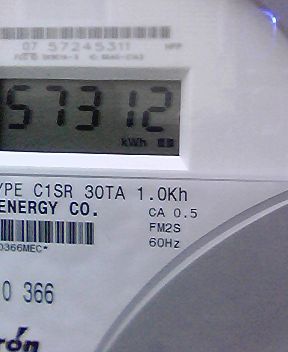 07 57245311
57312
kWh
YPE C1SR 30TA 1.0Kh
ENERGY CO.
CA 0.5
FM2S
60Hz
0366MEC*
0 366
rón